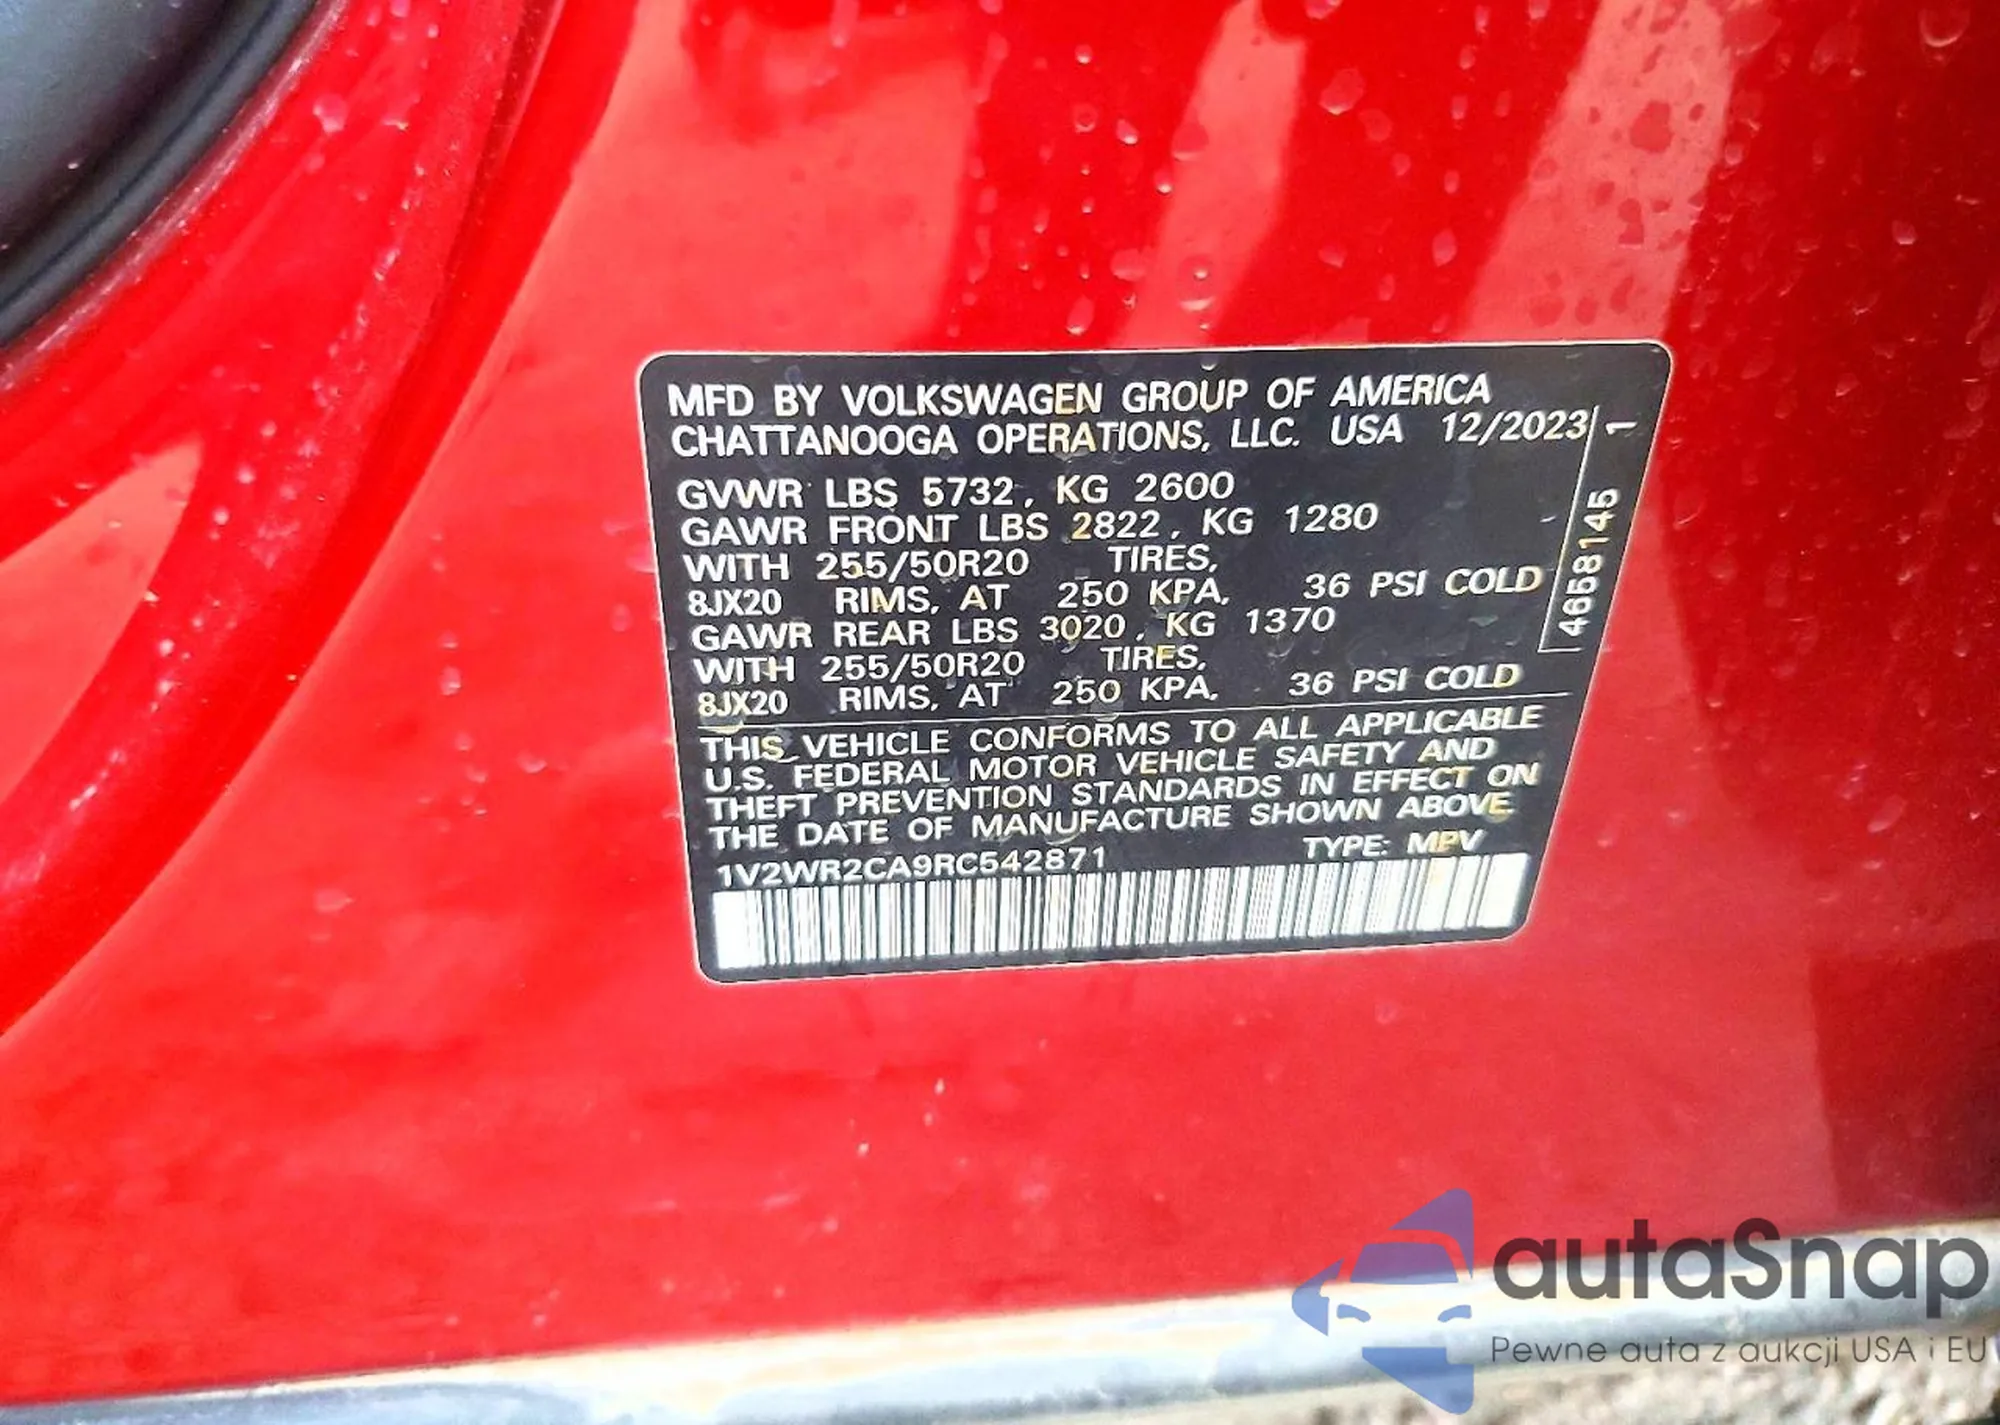 MFD BY VOLKSWAGEN GROUP OF AMERICA
CHATTANOOGA OPERATIONS, LLC. USA 12/2023
GVWR LBS 5732, KG 2600
GAWR FRONT LBS 2822, KG 1280
WITH 255/50R20 TIRES,
8JX20 RIMS, AT 250 KPA, 36 PSI COLD
GAWR REAR LBS 3020, KG 1370
WITH 255/50R20 TIRES,
8JX20 RIMS, AT 250 KPA, 36 PSI COLD
THIS VEHICLE CONFORMS TO ALL APPLICABLE
U.S. FEDERAL MOTOR VEHICLE SAFETY AND
THEFT PREVENTION STANDARDS IN EFFECT ON
THE DATE OF MANUFACTURE SHOWN ABOVE.
1V2WR2CA9RC542871 TYPE: MPV
46581145 1
autaSnap
Pewne auta z aukcji USA i EU